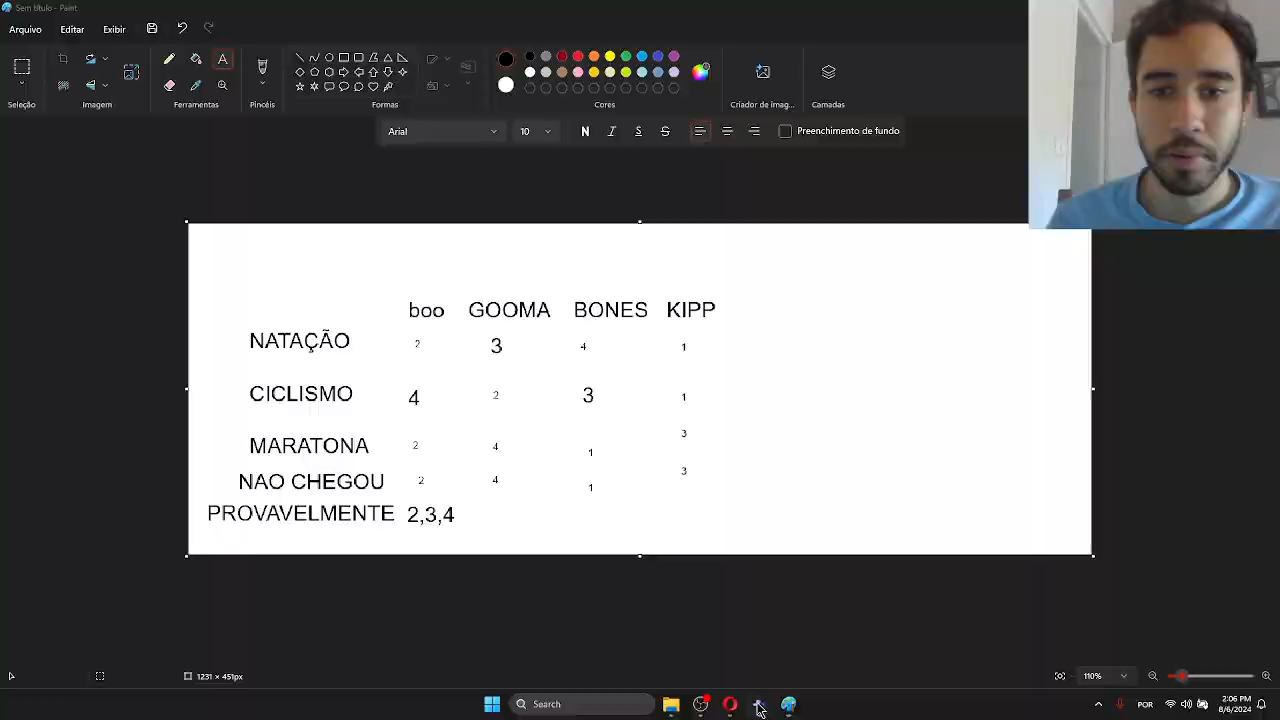 Sem título - Paint
Arquivo Editar Exibir
Seleção Imagem Ferramentas Pincéis Formas Cores Criador de imag... Camadas
Arial 10 N I S S Preenchimento de fundo
boo GOOMA BONES KIPP
NATAÇÃO 2 3 4 1
CICLISMO 4 2 3 1
MARATONA 2 4 1 3
NAO CHEGOU 2 4 1 3
PROVAVELMENTE 2,3,4
1231 × 451px 110%
Search POR 2:06 PM
8/6/2024